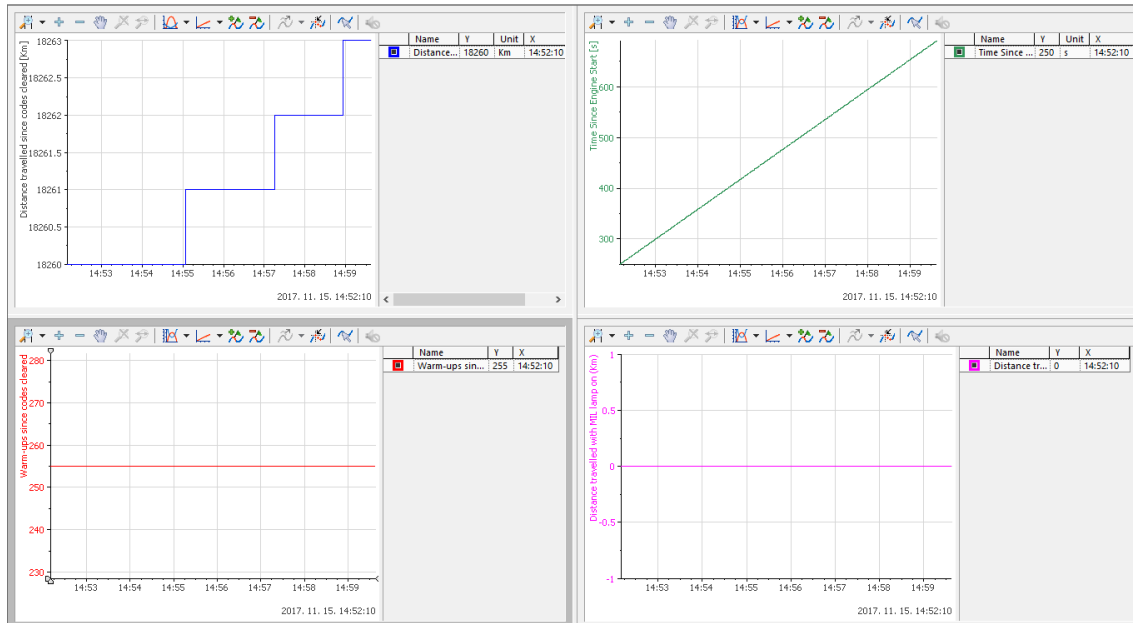 Name Y Unit X
Distance... 18260 Km 14:52:10
Distance travelled since codes cleared [Km]
18263
18262.5
18262
18261.5
18261
18260.5
18260
14:53 14:54 14:55 14:56 14:57 14:58 14:59
2017. 11. 15. 14:52:10
Name Y Unit X
Time Since ... 250 s 14:52:10
Time Since Engine Start [s]
600
500
400
300
14:53 14:54 14:55 14:56 14:57 14:58 14:59
2017. 11. 15. 14:52:10
Name Y X
Warm-ups sin... 255 14:52:10
Warm-ups since codes cleared
280
270
260
250
240
230
14:53 14:54 14:55 14:56 14:57 14:58 14:59
2017. 11. 15. 14:52:10
Name Y X
Distance tr... 0 14:52:10
Distance travelled with MIL lamp on (Km)
1
0.5
0
-0.5
-1
14:53 14:54 14:55 14:56 14:57 14:58 14:59
2017. 11. 15. 14:52:10